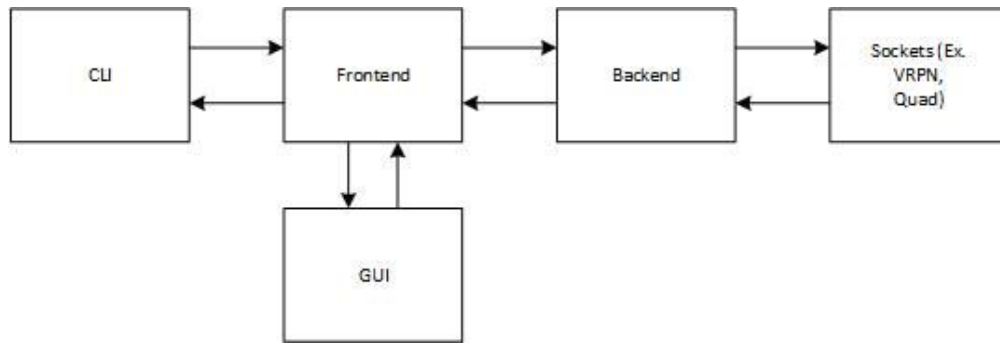 CLI
Frontend
Backend
Sockets (Ex.
VRPN,
Quad)
GUI